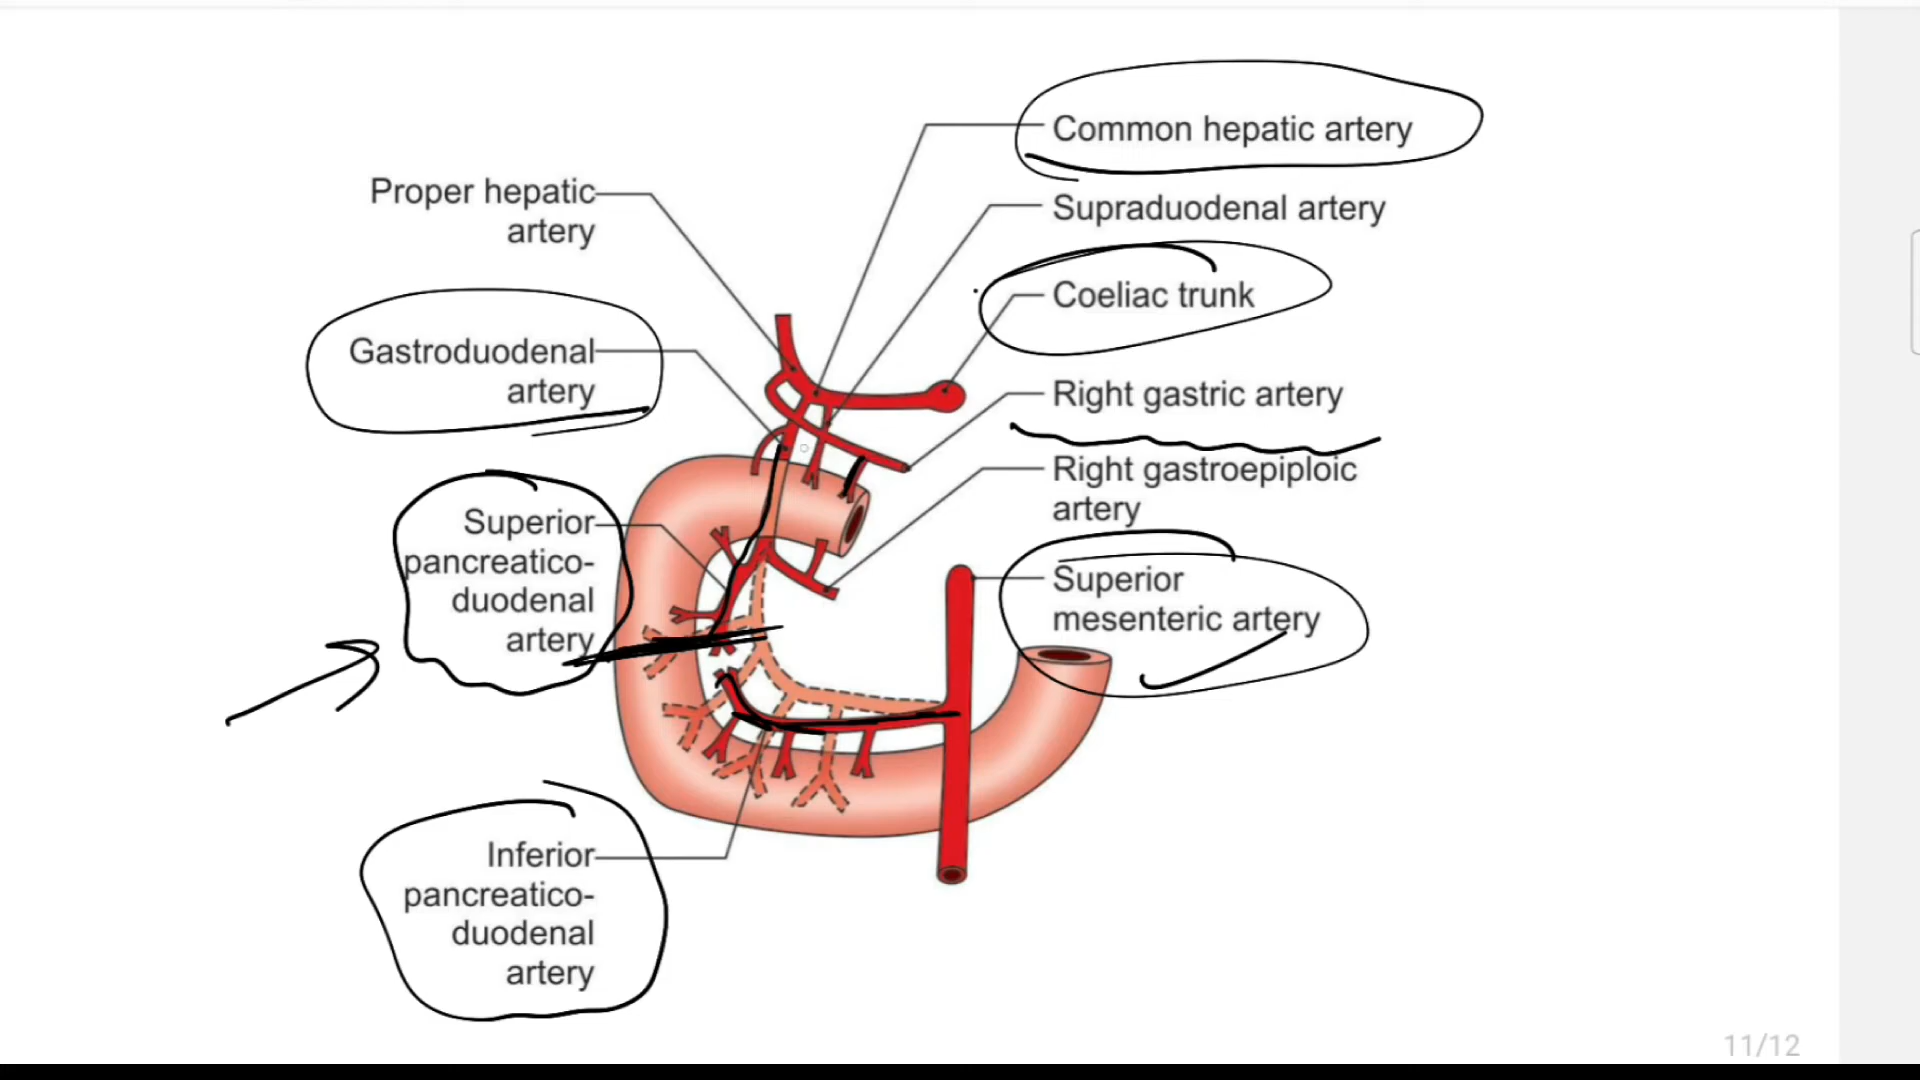 Common hepatic artery
Proper hepatic
artery
Supraduodenal artery
Coeliac trunk
Gastroduodenal
artery
Right gastric artery
Right gastroepiploic
artery
Superior
pancreatico-
duodenal
artery
Superior
mesenteric artery
Inferior
pancreatico-
duodenal
artery
11/12